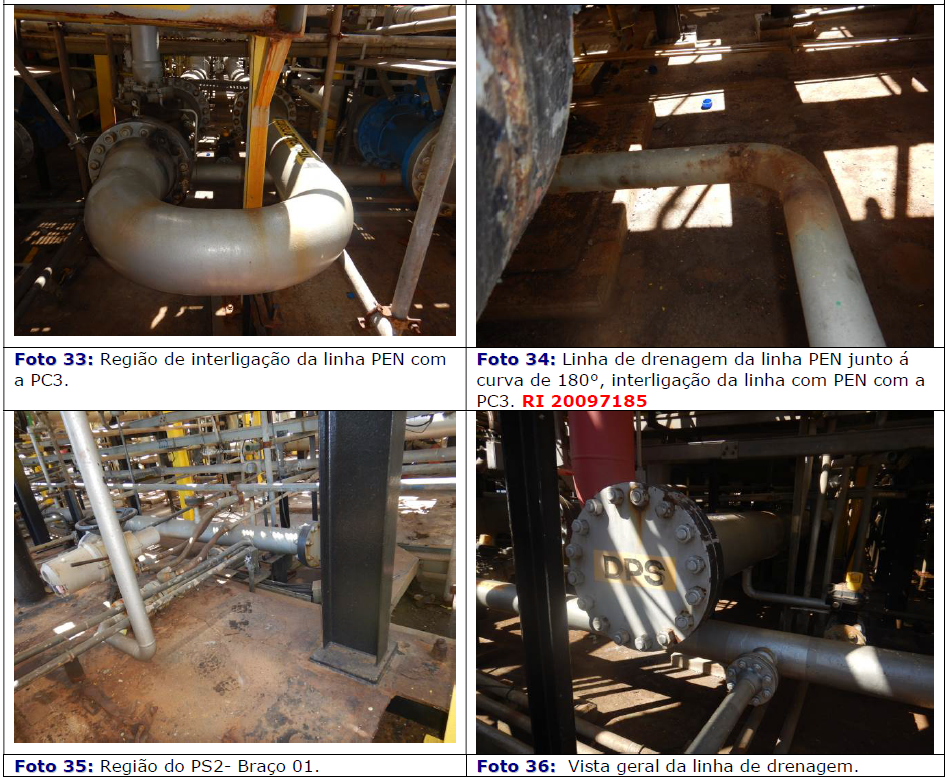 Foto 33: Região de interligação da linha PEN com
a PC3.
Foto 34: Linha de drenagem da linha PEN junto á
curva de 180º, interligação da linha com PEN com a
PC3. RI 20097185
DPS
Foto 35: Região do PS2- Braço 01.
Foto 36: Vista geral da linha de drenagem.